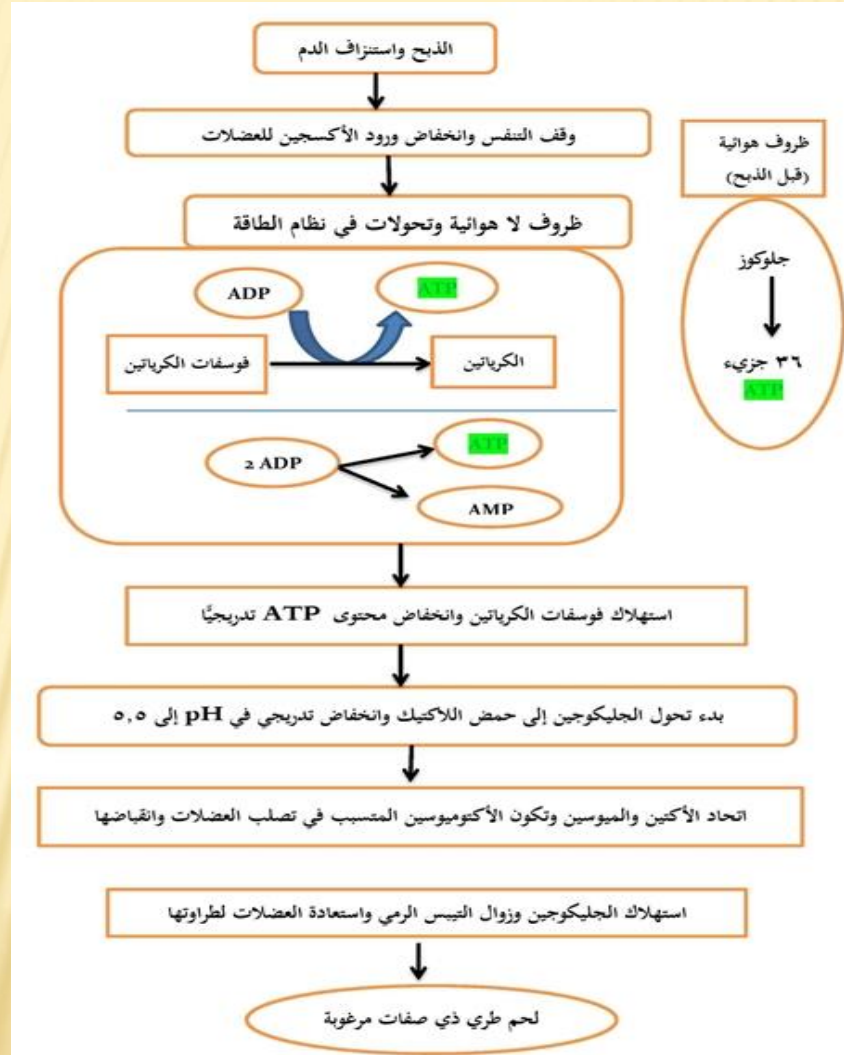 الذبح واستنزاف الدم
وقف التنفس وانخفاض ورود الأكسجين للعضلات
ظروف هوائية
(قبل الذبح)
جلوكوز
٣٦ جزيء
ATP
ظروف لا هوائية وتحولات في نظام الطاقة
ADP
ATP
فوسفات الكرياتين
الكرياتين
2 ADP
ATP
AMP
استهلاك فوسفات الكرياتين وانخفاض محتوى ATP تدريجيًّا
بدء تحول الجليكوجين إلى حمض اللاكتيك وانخفاض تدريجي في pH إلى ٥,٥
اتحاد الأكتين والميوسين وتكون الأكتوميوسين المتسبب في تصلب العضلات وانقباضها
استهلاك الجليكوجين وزوال التيبس الرمي واستعادة العضلات لطراوتها
لحم طري ذي صفات مرغوبة